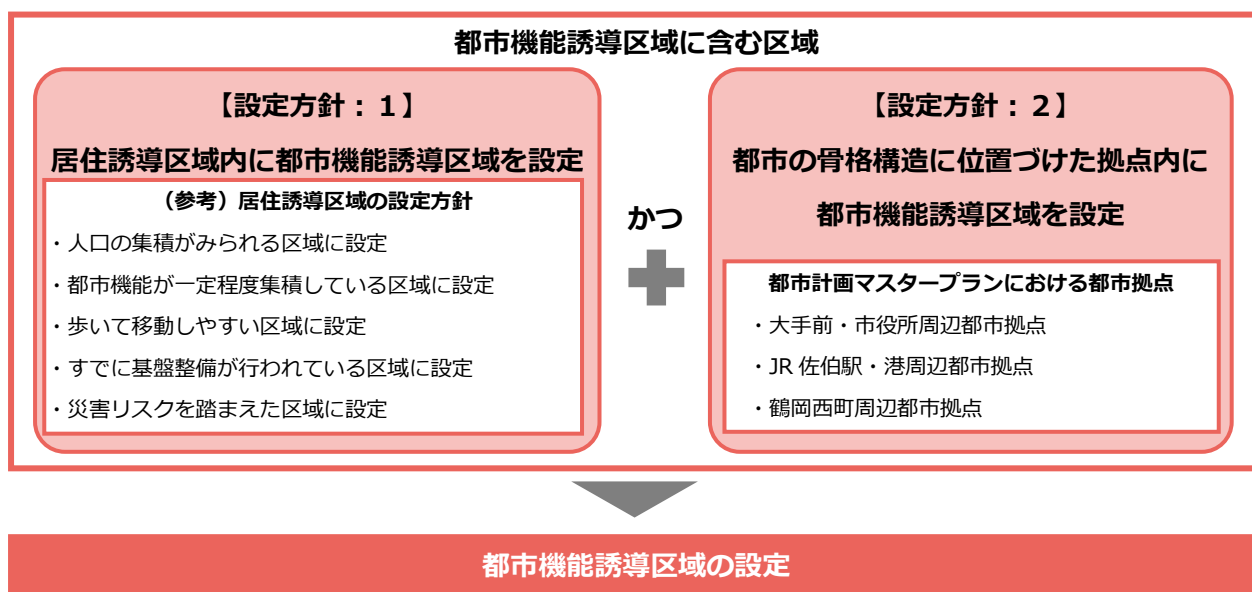 都市機能誘導区域に含む区域
【設定方針：１】
居住誘導区域内に都市機能誘導区域を設定
（参考）居住誘導区域の設定方針
・人口の集積がみられる区域に設定
・都市機能が一定程度集積している区域に設定
・歩いて移動しやすい区域に設定
・すでに基盤整備が行われている区域に設定
・災害リスクを踏まえた区域に設定
かつ
【設定方針：２】
都市の骨格構造に位置づけた拠点内に
都市機能誘導区域を設定
都市計画マスタープランにおける都市拠点
・大手前・市役所周辺都市拠点
・JR 佐伯駅・港周辺都市拠点
・鶴岡西町周辺都市拠点
都市機能誘導区域の設定